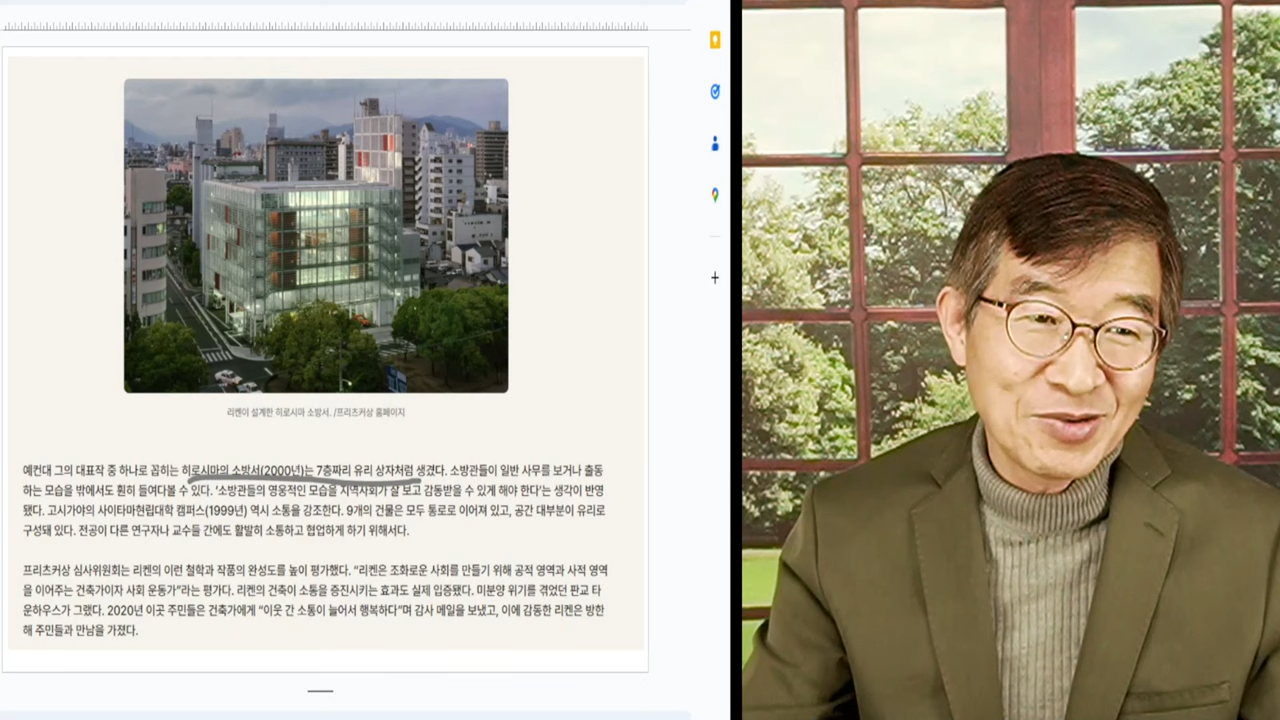 리켄이 설계한 히로시마 소방서. /프리츠커상 홈페이지
예컨대 그의 대표작 중 하나로 꼽히는 히로시마의 소방서(2000년)는 7층짜리 유리 상자처럼 생겼다. 소방관들이 일반 사무를 보거나 출동
하는 모습을 밖에서도 훤히 들여다볼 수 있다. ‘소방관들의 영웅적인 모습을 지역사회가 잘 보고 감동받을 수 있게 해야 한다’는 생각이 반영
됐다. 고시가야의 사이타마현립대학 캠퍼스(1999년) 역시 소통을 강조한다. 9개의 건물은 모두 통로로 이어져 있고, 공간 대부분이 유리로
구성돼 있다. 전공이 다른 연구자나 교수들 간에도 활발히 소통하고 협업하게 하기 위해서다.
프리츠커상 심사위원회는 리켄의 이런 철학과 작품의 완성도를 높이 평가했다. “리켄은 조화로운 사회를 만들기 위해 공적 영역과 사적 영역
을 이어주는 건축가이자 사회 운동가”라는 평가다. 리켄의 건축이 소통을 증진시키는 효과도 실제 입증됐다. 미분양 위기를 겪었던 판교 타
운하우스가 그랬다. 2020년 이곳 주민들은 건축가에게 “이웃 간 소통이 늘어서 행복하다”며 감사 메일을 보냈고, 이에 감동한 리켄은 방한
해 주민들과 만남을 가졌다.